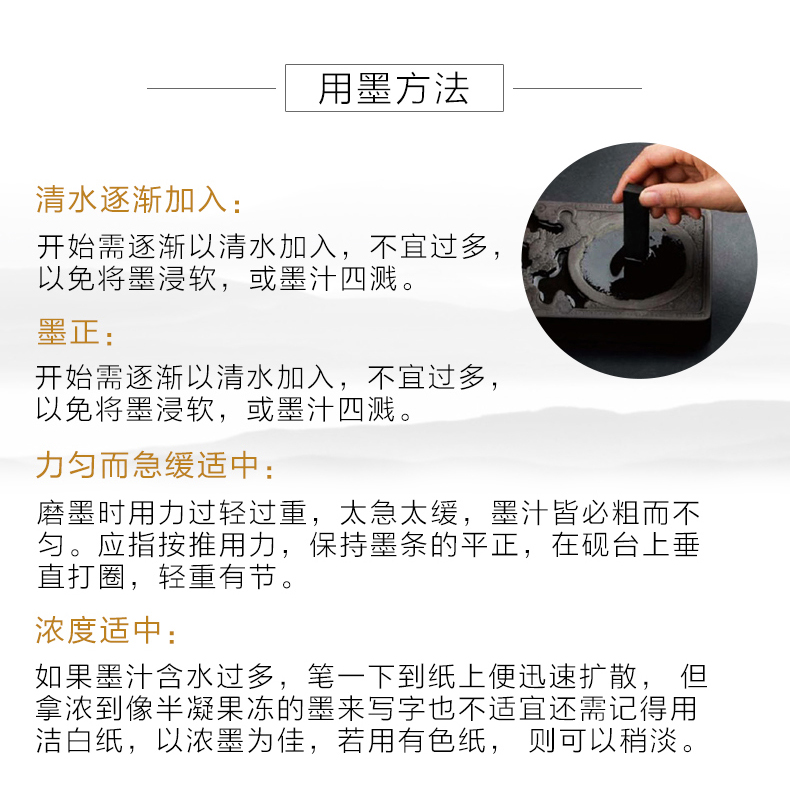 用墨方法
清水逐渐加入:
开始需逐渐以清水加入，不宜过多，
以免将墨浸软，或墨汁四溅。
墨正:
开始需逐渐以清水加入，不宜过多，
以免将墨浸软，或墨汁四溅。
力匀而急缓适中:
磨墨时用力过轻过重，太急太缓，墨汁皆必粗而不
匀。应指按推用力，保持墨条的平正，在砚台上垂
直打圈，轻重有节。
浓度适中:
如果墨汁含水过多，笔一下到纸上便迅速扩散， 但
拿浓到像半凝果冻的墨来写字也不适宜还需记得用
洁白纸，以浓墨为佳，若用有色纸， 则可以稍淡。